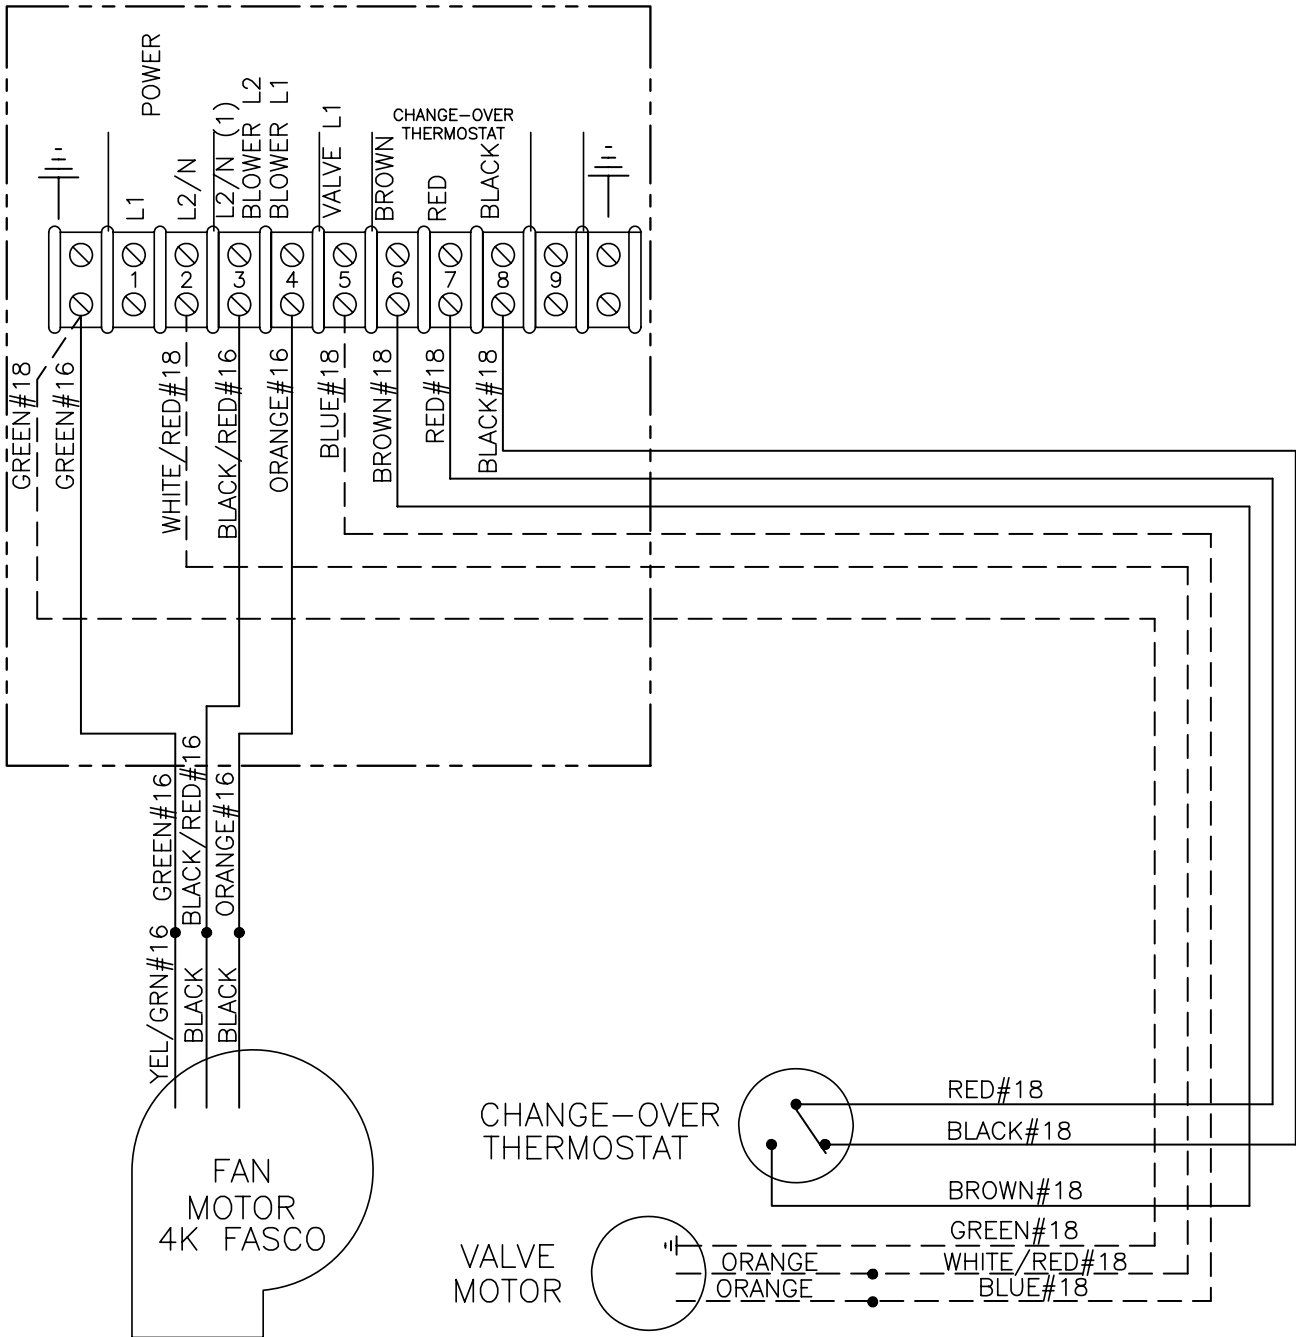 POWER
CHANGE-OVER
THERMOSTAT
L1
L2/N
L2/N (1)
BLOWER L2
BLOWER L1
VALVE L1
BROWN
RED
BLACK
1
2
3
4
5
6
7
8
9
GREEN#18
GREEN#16
WHITE/RED#18
BLACK/RED#16
ORANGE#16
BLUE#18
BROWN#18
RED#18
BLACK#18
GREEN#16
BLACK/RED#16
ORANGE#16
YEL/GRN#16
BLACK
BLACK
FAN
MOTOR
4K FASCO
CHANGE-OVER
THERMOSTAT
RED#18
BLACK#18
BROWN#18
VALVE
MOTOR
GREEN#18
ORANGE
WHITE/RED#18
ORANGE
BLUE#18